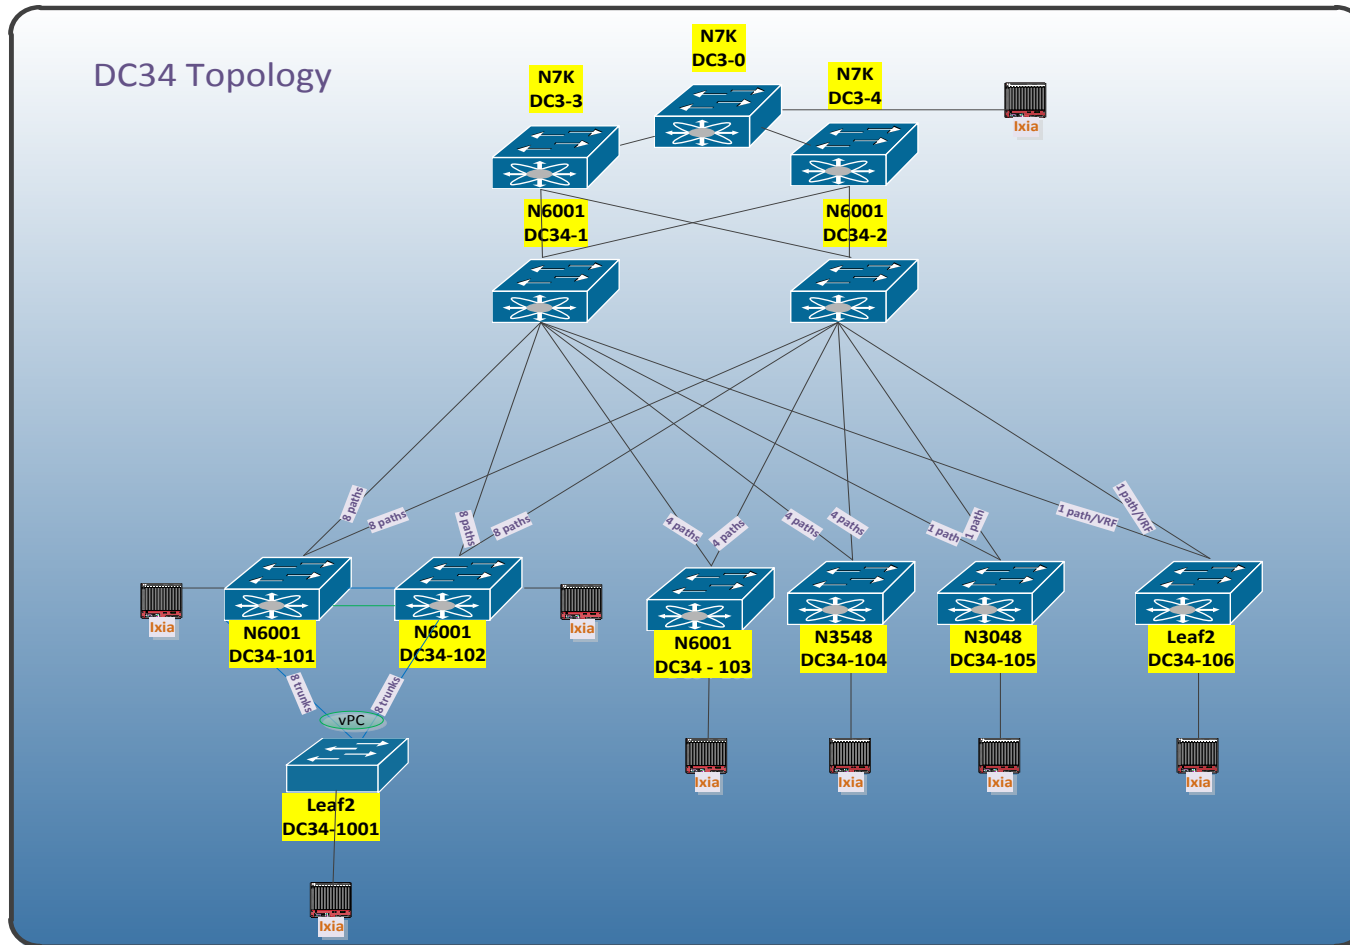 DC34 Topology
N7K
DC3-0
N7K
DC3-3
N7K
DC3-4
Ixia
N6001
DC34-1
N6001
DC34-2
8 paths
8 paths
8 paths
8 paths
4 paths
4 paths
4 paths
4 paths
1 path
1 path
1 path/VRF
1 path/VRF
Ixia
N6001
DC34-101
N6001
DC34-102
Ixia
N6001
DC34 - 103
N3548
DC34-104
N3048
DC34-105
Leaf2
DC34-106
8 trunks
8 trunks
vPC
Ixia
Ixia
Ixia
Ixia
Leaf2
DC34-1001
Ixia